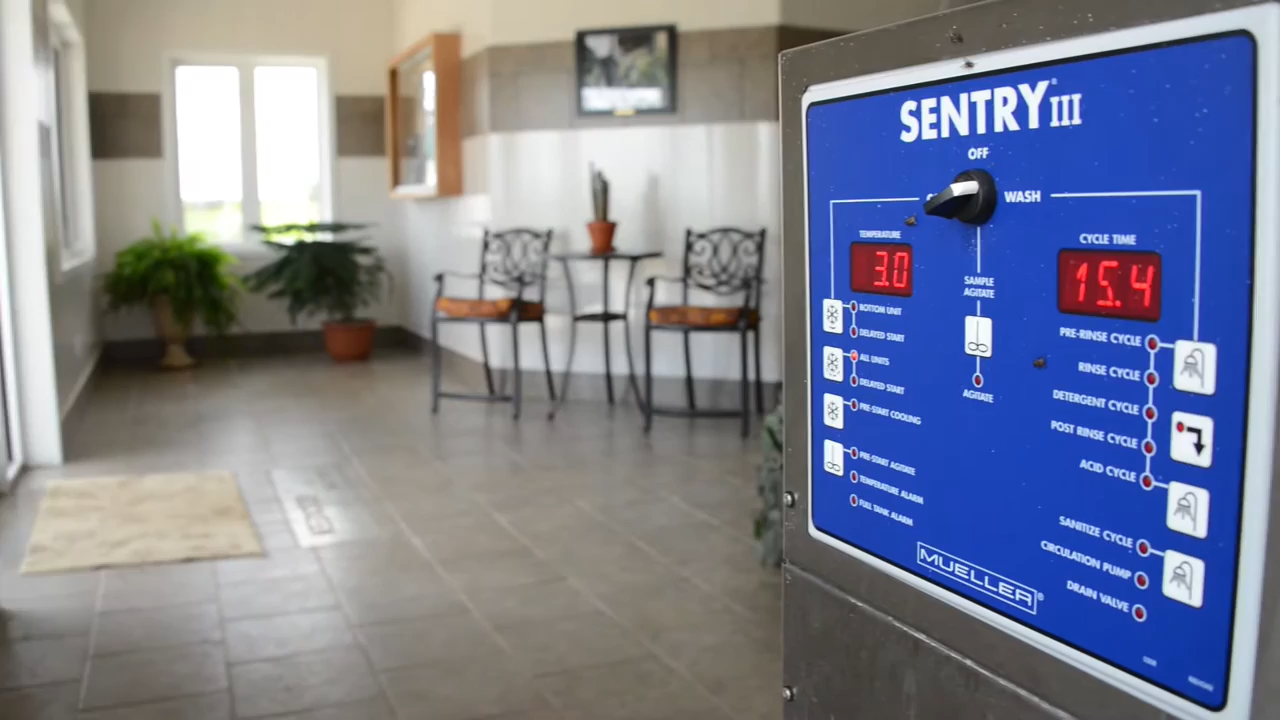 SENTRY III
OFF
WASH
TEMPERATURE
3.0
SAMPLE
AGITATE
AGITATE
BOTTOM UNIT
DELAYED START
ALL UNITS
DELAYED START
PRE-START COOLING
PRE-START AGITATE
TEMPERATURE ALARM
FULL TANK ALARM
CYCLE TIME
15.4
PRE-RINSE CYCLE
RINSE CYCLE
DETERGENT CYCLE
POST RINSE CYCLE
ACID CYCLE
SANITIZE CYCLE
CIRCULATION PUMP
DRAIN VALVE
MUELLER®